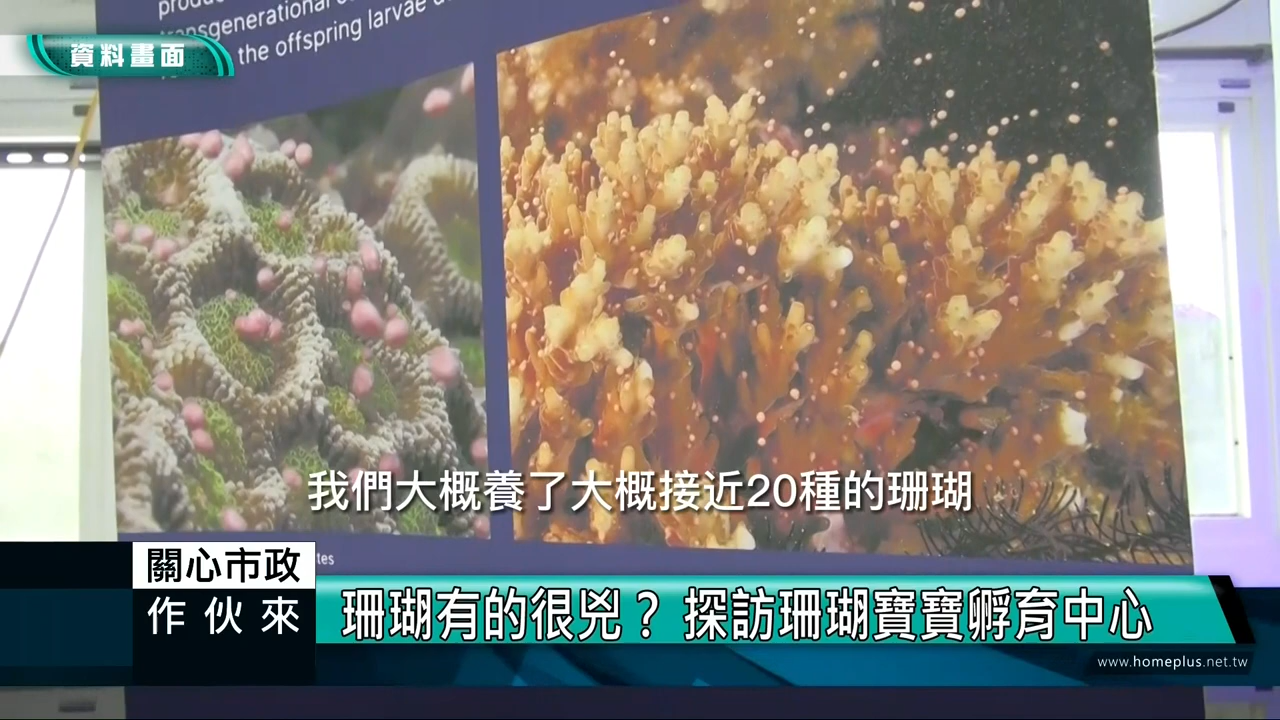 transgenerational
the offspring larvae
資料畫面
我們大概養了大概接近20種的珊瑚
關心市政
作伙來
珊瑚有的很兇？ 探訪珊瑚寶寶孵育中心
www.homeplus.net.tw